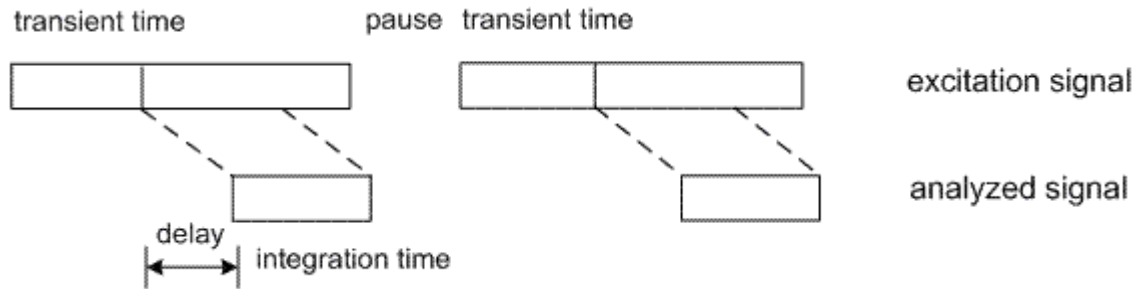 transient time pause transient time
excitation signal
analyzed signal
delay
integration time